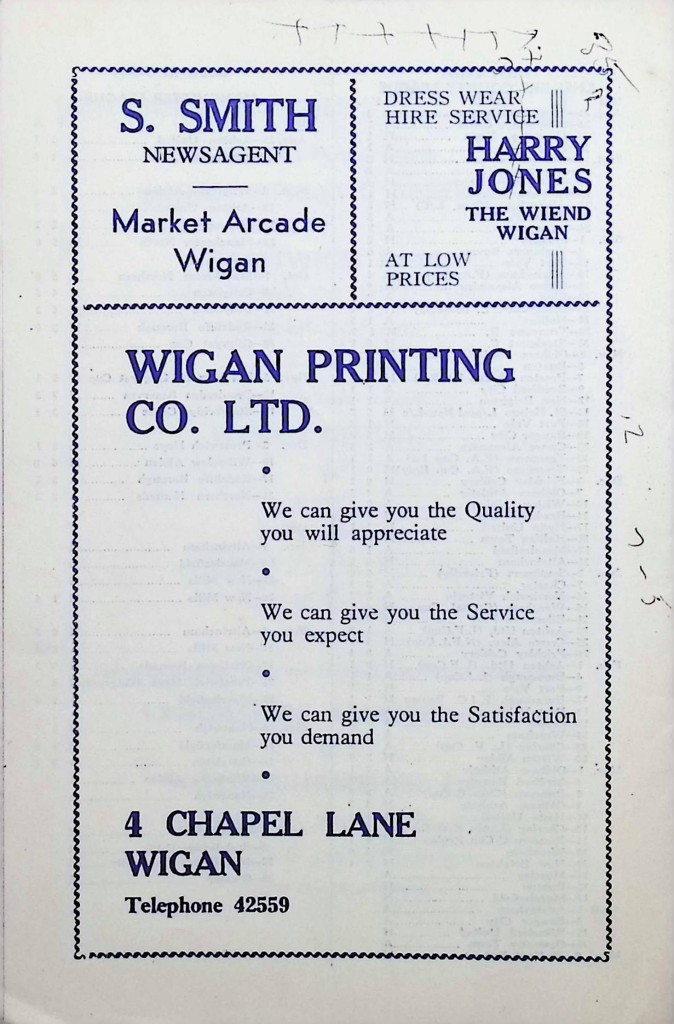 S. SMITH
NEWSAGENT
Market Arcade
Wigan
DRESS WEAR
HIRE SERVICE
HARRY
JONES
THE WIEND
WIGAN
AT LOW
PRICES
WIGAN PRINTING
CO. LTD.
We can give you the Quality
you will appreciate
We can give you the Service
you expect
We can give you the Satisfaction
you demand
4 CHAPEL LANE
WIGAN
Telephone 42559